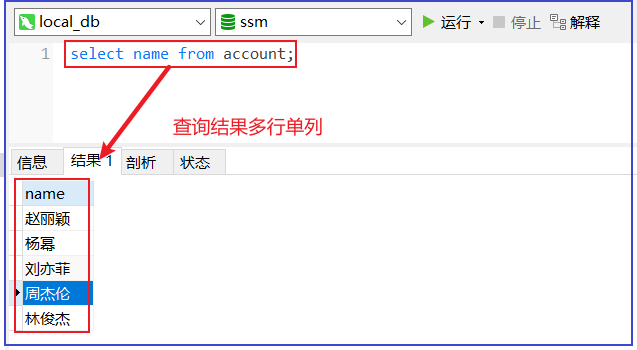 local_db ssm 运行 停止 解释
1 select name from account;
查询结果多行单列
信息 结果 1 剖析 状态
name
赵丽颖
杨幂
刘亦菲
周杰伦
林俊杰